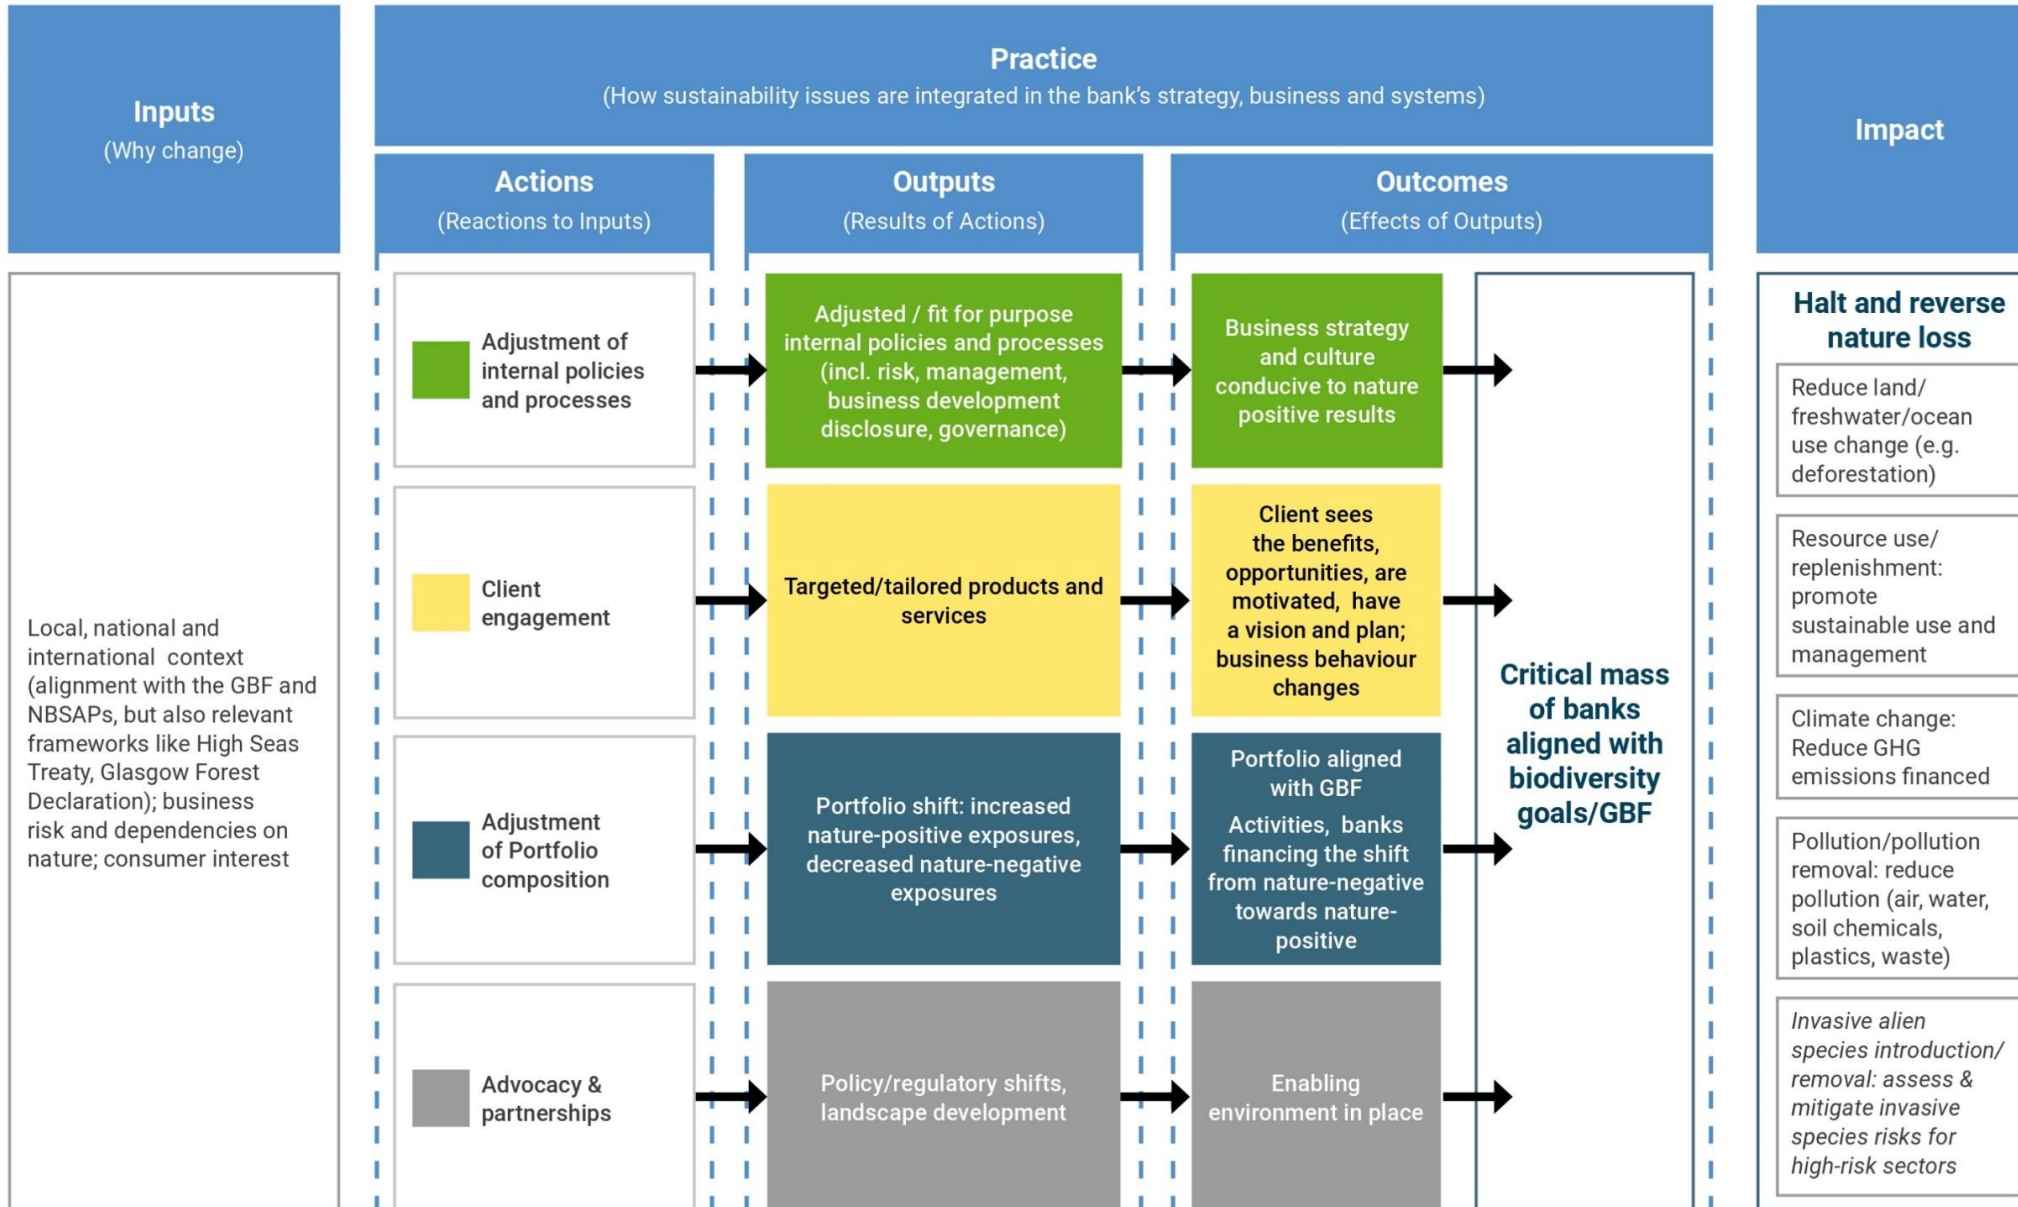 Inputs
(Why change)
Practice
(How sustainability issues are integrated in the bank's strategy, business and systems)
Impact
Actions
(Reactions to Inputs)
Outputs
(Results of Actions)
Outcomes
(Effects of Outputs)
Local, national and
international context
(alignment with the GBF and
NBSAPs, but also relevant
frameworks like High Seas
Treaty, Glasgow Forest
Declaration); business
risk and dependencies on
nature; consumer interest
Adjustment of
internal policies
and processes
Adjusted / fit for purpose
internal policies and processes
(incl. risk, management,
business development
disclosure, governance)
Business strategy
and culture
conducive to nature
positive results
Client
engagement
Targeted/tailored products and
services
Client sees
the benefits,
opportunities, are
motivated, have
a vision and plan;
business behaviour
changes
Adjustment
of Portfolio
composition
Portfolio shift: increased
nature-positive exposures,
decreased nature-negative
exposures
Portfolio aligned
with GBF
Activities, banks
financing the shift
from nature-negative
towards nature-
positive
Advocacy &
partnerships
Policy/regulatory shifts,
landscape development
Enabling
environment in place
Critical mass
of banks
aligned with
biodiversity
goals/GBF
Halt and reverse
nature loss
Reduce land/
freshwater/ocean
use change (e.g.
deforestation)
Resource use/
replenishment:
promote
sustainable use and
management
Climate change:
Reduce GHG
emissions financed
Pollution/pollution
removal: reduce
pollution (air, water,
soil chemicals,
plastics, waste)
Invasive alien
species introduction/
removal: assess &
mitigate invasive
species risks for
high-risk sectors